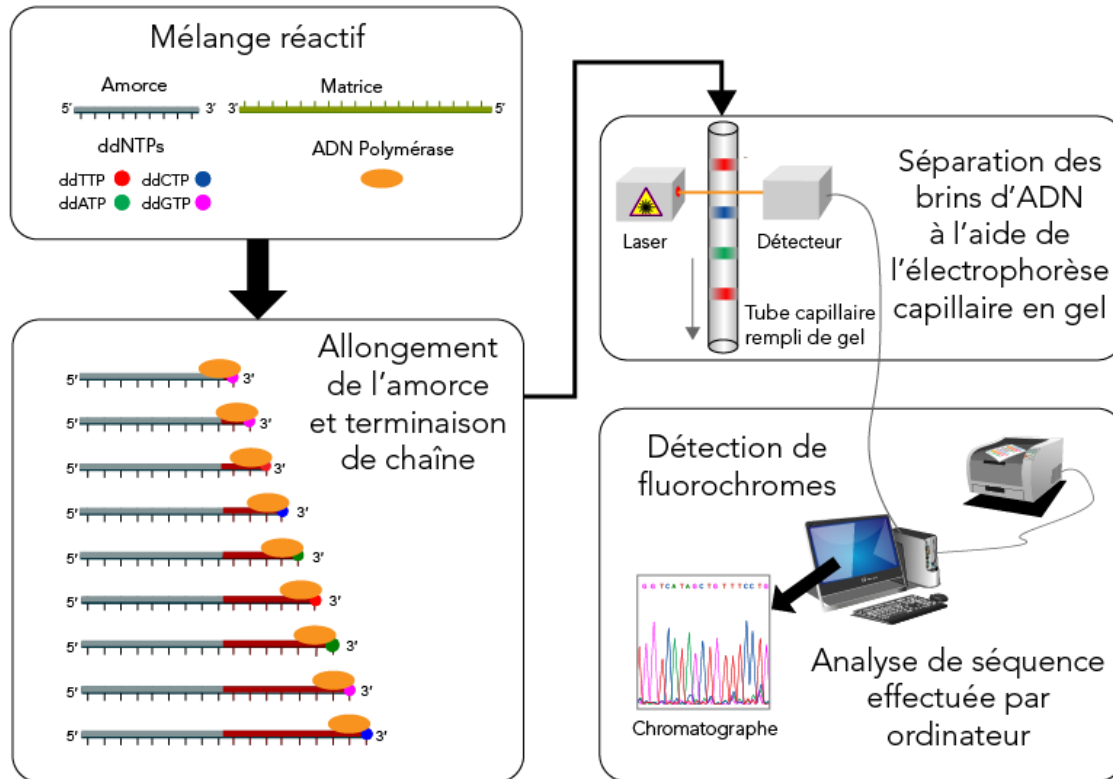 Mélange réactif
Amorce
Matrice
5′ 3′
3′ 5′
ddNTPs
ADN Polymérase
ddTTP ddCTP
ddATP ddGTP
Allongement
de l'amorce
et terminaison
de chaîne
5′ 3′
5′ 3′
5′ 3′
5′ 3′
5′ 3′
5′ 3′
5′ 3′
5′ 3′
5′ 3′
Séparation des
brins d'ADN
à l'aide de
l'électrophorèse
capillaire en gel
Laser
Détecteur
Tube capillaire
rempli de gel
Détection de
fluorochromes
G G T C A T A G C T G T T T C C T G
Chromatographe
Analyse de séquence
effectuée par
ordinateur